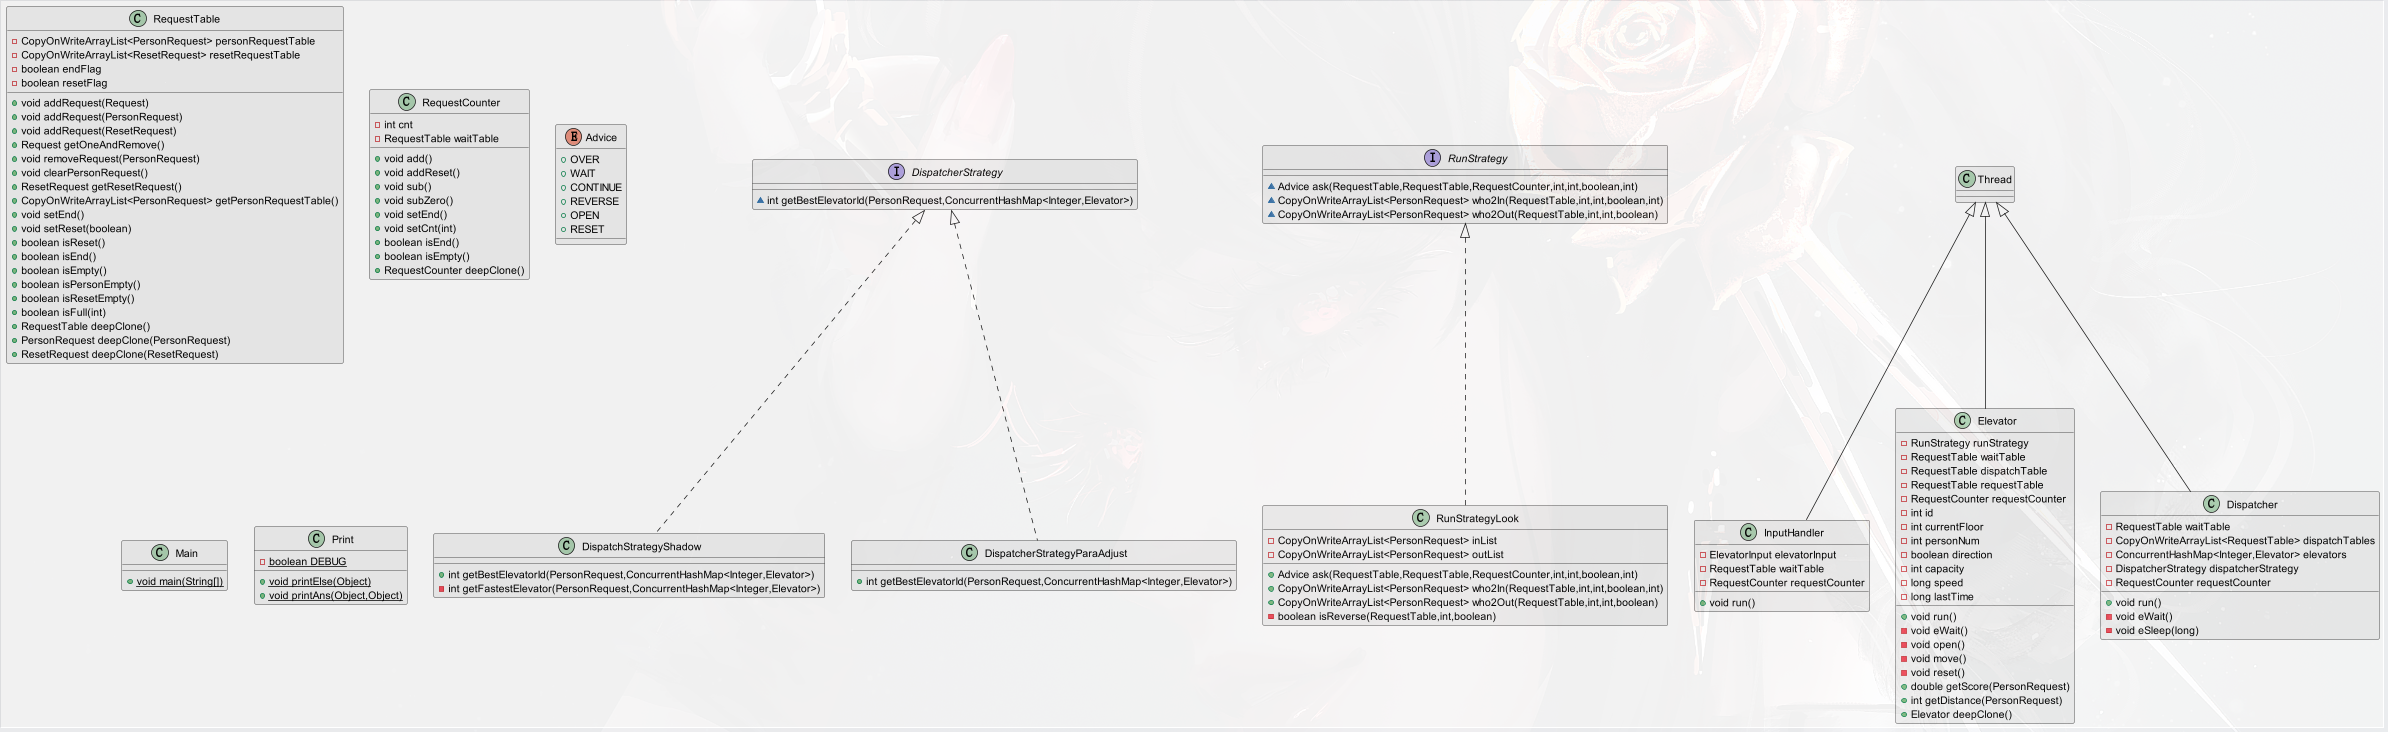 RequestTable
CopyOnWriteArrayList<PersonRequest> personRequestTable
CopyOnWriteArrayList<ResetRequest> resetRequestTable
boolean endFlag
boolean resetFlag
void addRequest(Request)
void addRequest(PersonRequest)
void addRequest(ResetRequest)
Request getOneAndRemove()
void removeRequest(PersonRequest)
void clearPersonRequest()
ResetRequest getResetRequest()
CopyOnWriteArrayList<PersonRequest> getPersonRequestTable()
void setEnd()
void setReset(boolean)
boolean isReset()
boolean isEnd()
boolean isEmpty()
boolean isPersonEmpty()
boolean isResetEmpty()
boolean isFull(int)
RequestTable deepClone()
PersonRequest deepClone(PersonRequest)
ResetRequest deepClone(ResetRequest)
RequestCounter
int cnt
RequestTable waitTable
void add()
void addReset()
void sub()
void subZero()
void setEnd()
void setCnt(int)
boolean isEnd()
boolean isEmpty()
RequestCounter deepClone()
Advice
OVER
WAIT
CONTINUE
REVERSE
OPEN
RESET
DispatcherStrategy
int getBestElevatorId(PersonRequest,ConcurrentHashMap<Integer,Elevator>)
RunStrategy
Advice ask(RequestTable,RequestTable,RequestCounter,int,int,boolean,int)
CopyOnWriteArrayList<PersonRequest> who2In(RequestTable,int,int,boolean,int)
CopyOnWriteArrayList<PersonRequest> who2Out(RequestTable,int,int,boolean)
Thread
Main
void main(String[])
Print
boolean DEBUG
void printElse(Object)
void printAns(Object,Object)
DispatchStrategyShadow
int getBestElevatorId(PersonRequest,ConcurrentHashMap<Integer,Elevator>)
int getFastestElevator(PersonRequest,ConcurrentHashMap<Integer,Elevator>)
DispatcherStrategyParaAdjust
int getBestElevatorId(PersonRequest,ConcurrentHashMap<Integer,Elevator>)
RunStrategyLook
CopyOnWriteArrayList<PersonRequest> inList
CopyOnWriteArrayList<PersonRequest> outList
Advice ask(RequestTable,RequestTable,RequestCounter,int,int,boolean,int)
CopyOnWriteArrayList<PersonRequest> who2In(RequestTable,int,int,boolean,int)
CopyOnWriteArrayList<PersonRequest> who2Out(RequestTable,int,int,boolean)
boolean isReverse(RequestTable,int,boolean)
InputHandler
ElevatorInput elevatorInput
RequestTable waitTable
RequestCounter requestCounter
void run()
Elevator
RunStrategy runStrategy
RequestTable waitTable
RequestTable dispatchTable
RequestTable requestTable
RequestCounter requestCounter
int id
int currentFloor
int personNum
boolean direction
int capacity
long speed
long lastTime
void run()
void eWait()
void open()
void move()
void reset()
double getScore(PersonRequest)
int getDistance(PersonRequest)
Elevator deepClone()
Dispatcher
RequestTable waitTable
CopyOnWriteArrayList<RequestTable> dispatchTables
ConcurrentHashMap<Integer,Elevator> elevators
DispatcherStrategy dispatcherStrategy
RequestCounter requestCounter
void run()
void eWait()
void eSleep(long)